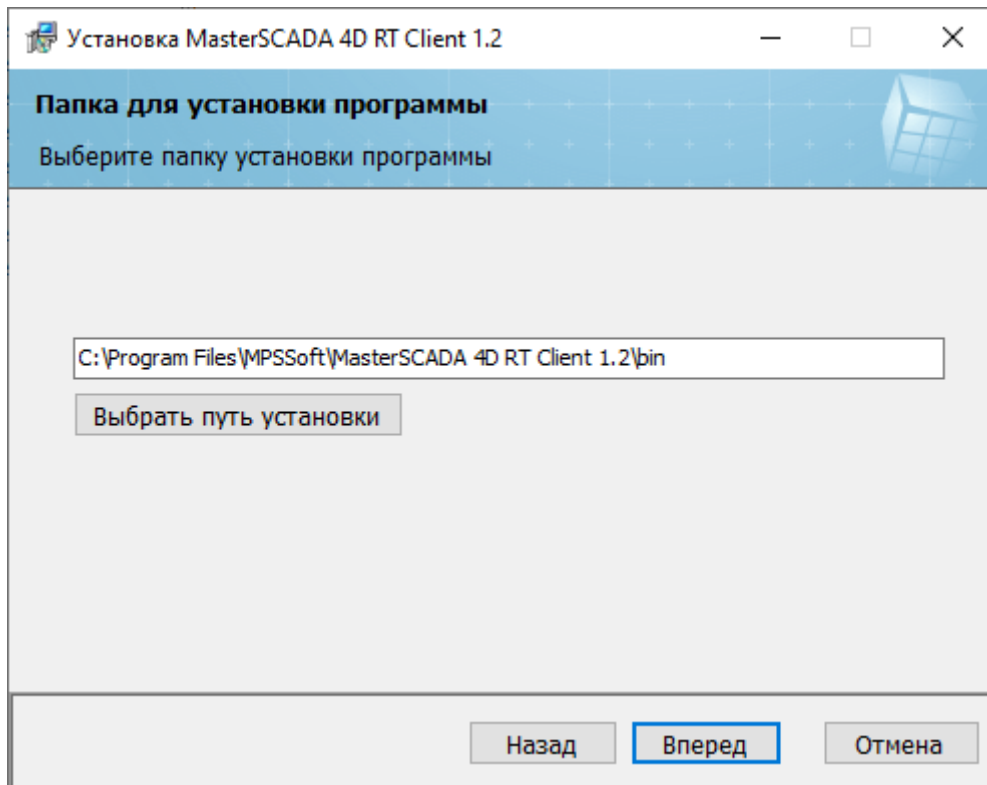 Установка MasterSCADA 4D RT Client 1.2
Папка для установки программы
Выберите папку установки программы
C:\Program Files\MPSSoft\MasterSCADA 4D RT Client 1.2\bin
Выбрать путь установки
Назад Вперед Отмена